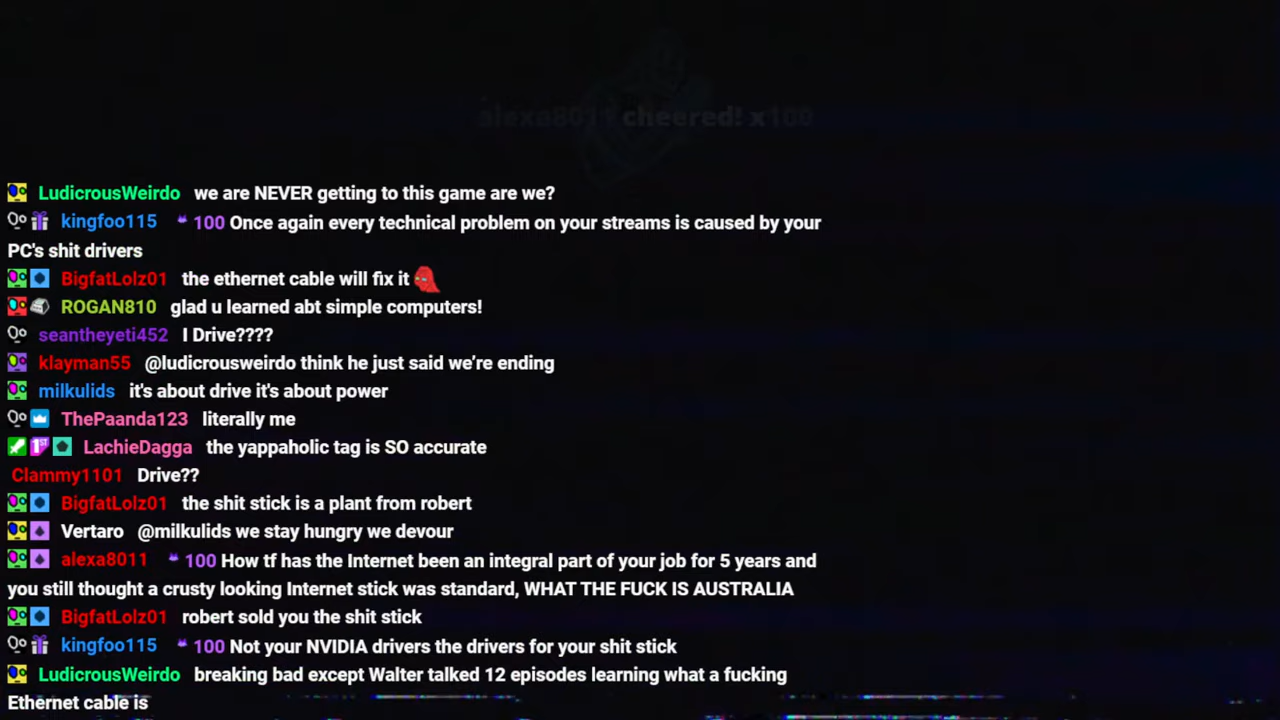 alexa8011 cheered! x100
LudicrousWeirdo we are NEVER getting to this game are we?
kingfoo115 100 Once again every technical problem on your streams is caused by your
PC's shit drivers
BigfatLolz01 the ethernet cable will fix it
ROGAN810 glad u learned abt simple computers!
seantheyeti452 I Drive????
klayman55 @ludicrousweirdo think he just said we're ending
milkulids it's about drive it's about power
ThePaanda123 literally me
1ST LachieDagga the yappaholic tag is SO accurate
Clammy1101 Drive??
BigfatLolz01 the shit stick is a plant from robert
Vertaro @milkulids we stay hungry we devour
alexa8011 100 How tf has the Internet been an integral part of your job for 5 years and
you still thought a crusty looking Internet stick was standard, WHAT THE FUCK IS AUSTRALIA
BigfatLolz01 robert sold you the shit stick
kingfoo115 100 Not your NVIDIA drivers the drivers for your shit stick
LudicrousWeirdo breaking bad except Walter talked 12 episodes learning what a fucking
Ethernet cable is